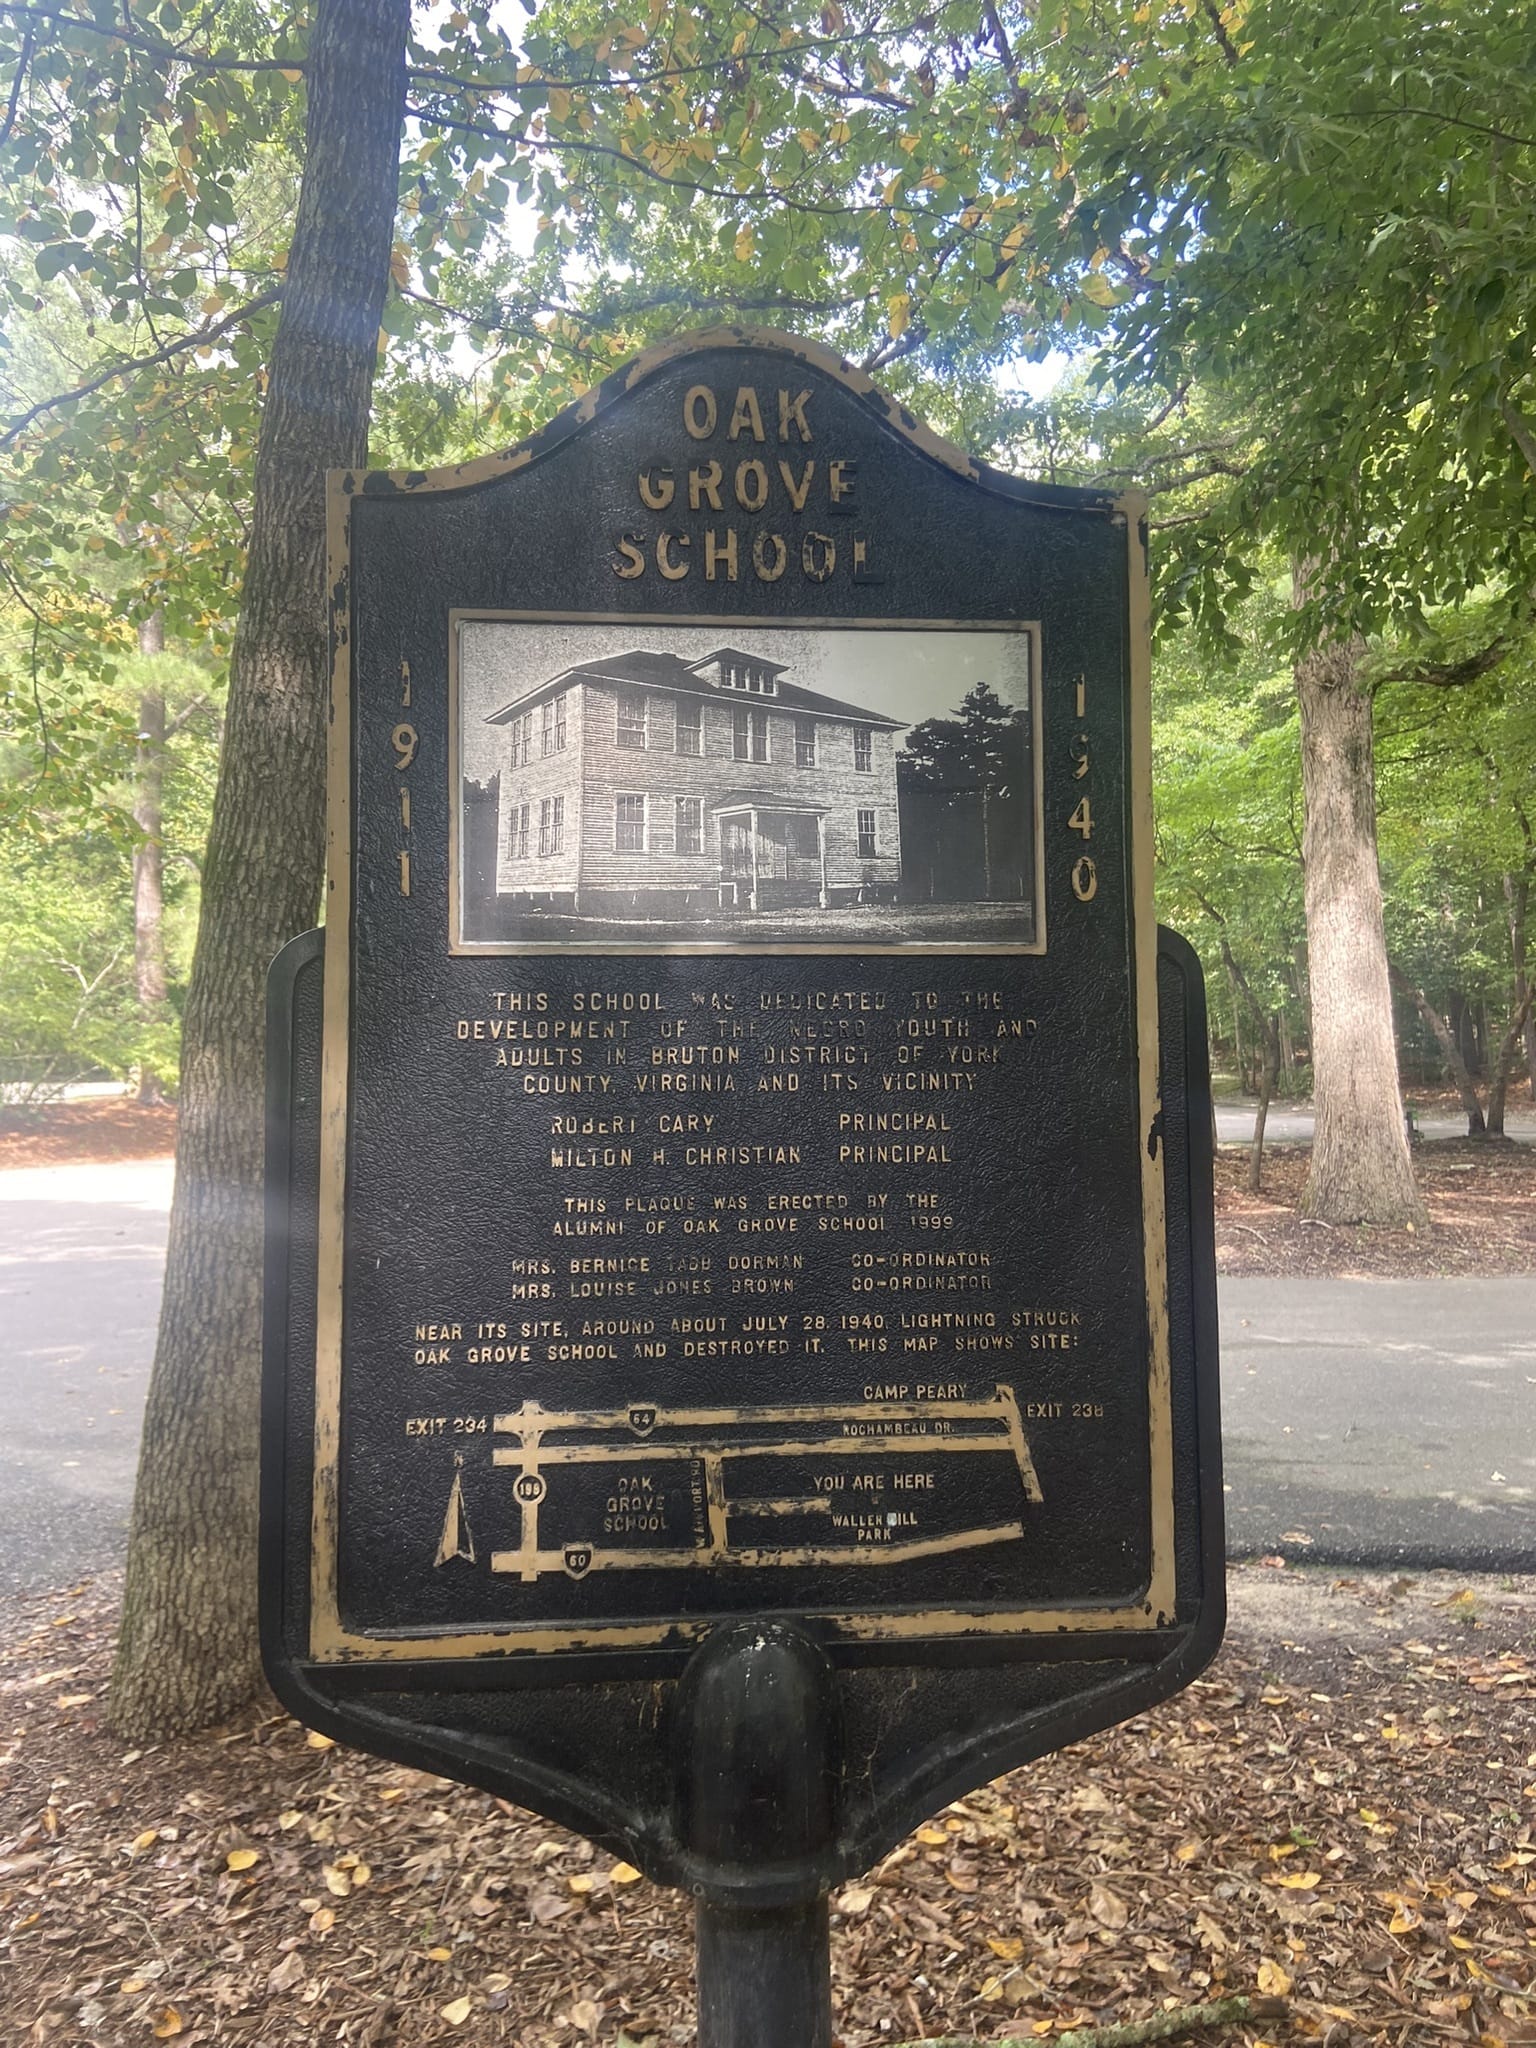 OAK
GROVE
SCHOOL
1911
1940
THIS SCHOOL WAS DEDICATED TO THE
DEVELOPMENT OF THE NEGRO YOUTH AND
ADULTS IN BRUTON DISTRICT OF YORK
COUNTY, VIRGINIA AND ITS VICINITY
ROBERT CARY PRINCIPAL
MILTON H. CHRISTIAN PRINCIPAL
THIS PLAQUE WAS ERECTED BY THE
ALUMNI OF OAK GROVE SCHOOL 1999
MRS. BERNICE TABB DORMAN CO-ORDINATOR
MRS. LOUISE JONES BROWN CO-ORDINATOR
NEAR ITS SITE, AROUND ABOUT JULY 28, 1940, LIGHTNING STRUCK
OAK GROVE SCHOOL AND DESTROYED IT. THIS MAP SHOWS SITE:
CAMP PEARY
EXIT 234
64
EXIT 238
ROCHAMBEAU DR.
N
199
OAK
GROVE
SCHOOL
RD
YOU ARE HERE
WALLER MILL
PARK
60